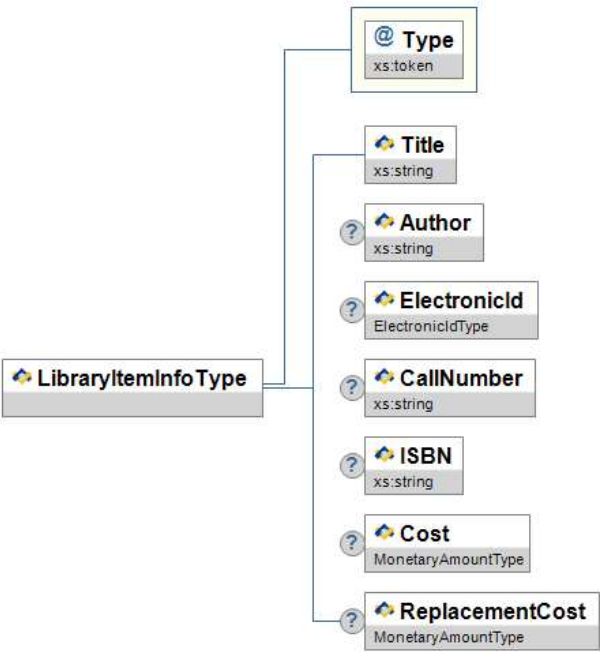 @ Type
xs:token
Title
xs:string
? Author
xs:string
? ElectronicId
ElectronicIdType
LibraryItemInfoType
? CallNumber
xs:string
? ISBN
xs:string
? Cost
MonetaryAmountType
? ReplacementCost
MonetaryAmountType